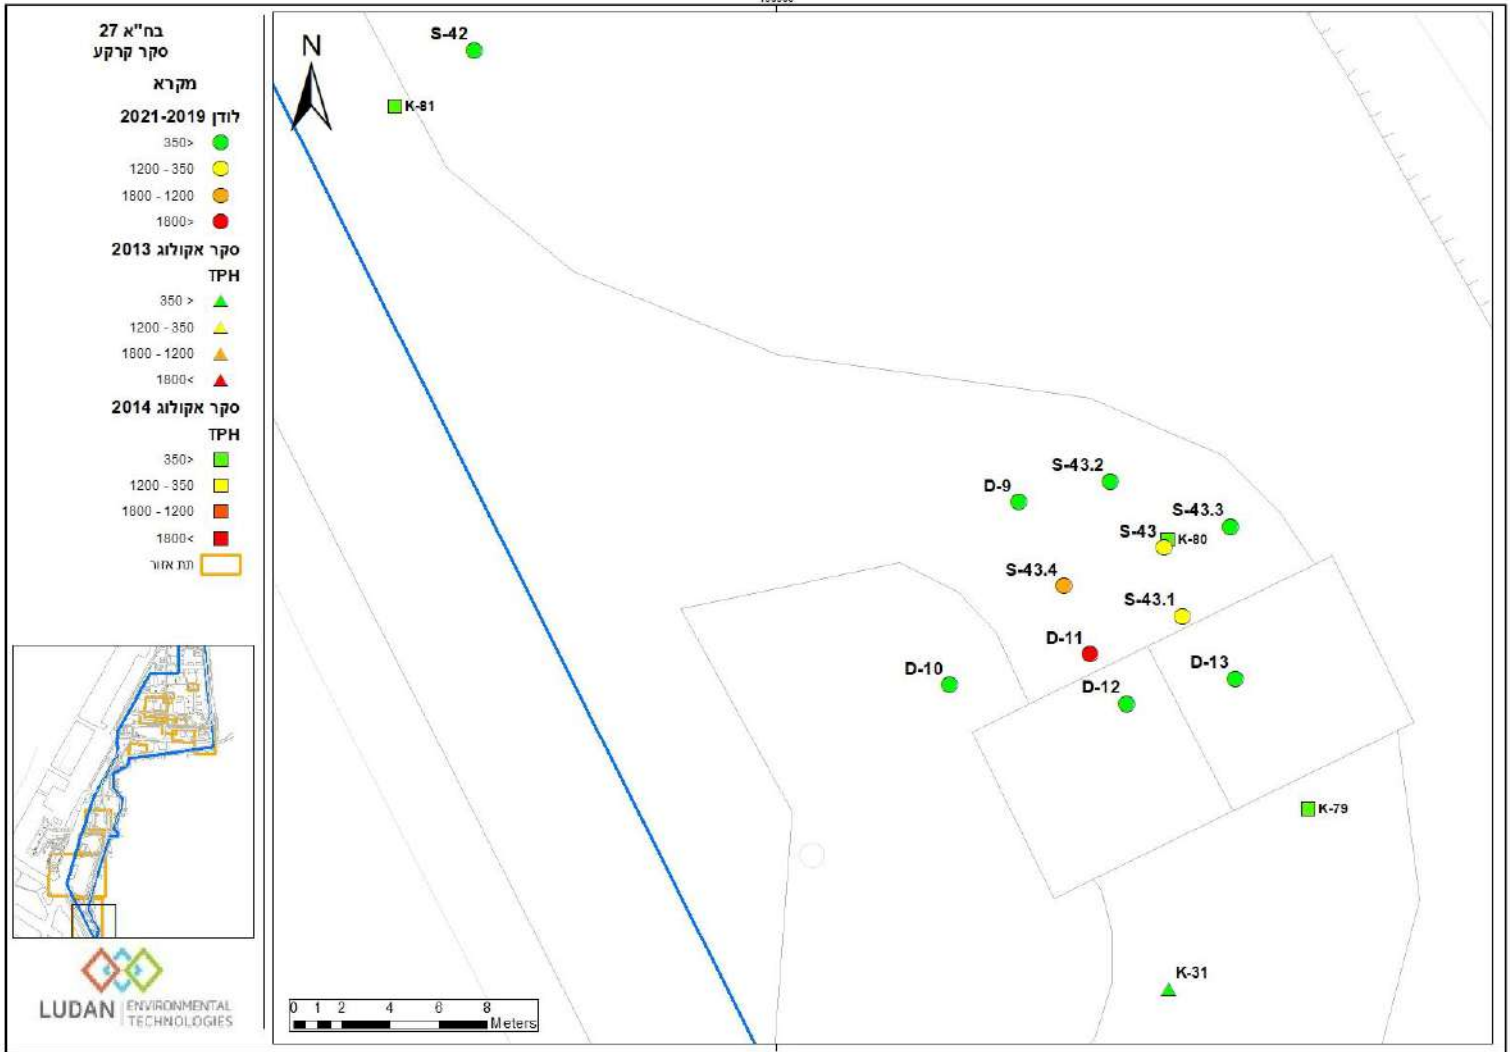 בח"א 27
סקר קרקע
מקרא
לודן 2021-2019
350>
1200 - 350
1800 - 1200
1800>
סקר אקולוג 2013
TPH
350 >
1200 - 350
1800 - 1200
1800<
סקר אקולוג 2014
TPH
350>
1200 - 350
1800 - 1200
1800<
תת אזור
LUDAN ENVIRONMENTAL
TECHNOLOGIES
N
S-42
K-81
S-43.2
D-9
S-43.3
S-43
K-80
S-43.4
S-43.1
D-11
D-13
D-10
D-12
K-79
K-31
0 1 2 4 6 8
Meters